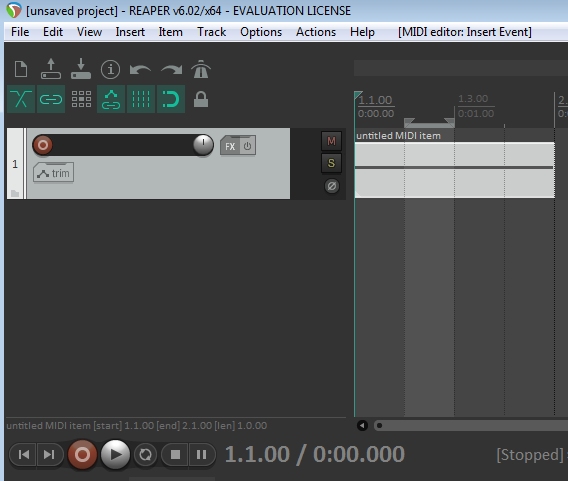 [unsaved project] - REAPER v6.02/x64 - EVALUATION LICENSE
File Edit View Insert Item Track Options Actions Help [MIDI editor: Insert Event]
1.1.00 1.3.00 2.
0:00.00 0:01.00 0:
untitled MIDI item
1 FX M
trim S
untitled MIDI item [start] 1.1.00 [end] 2.1.00 [len] 1.0.00
1.1.00 / 0:00.000 [Stopped]